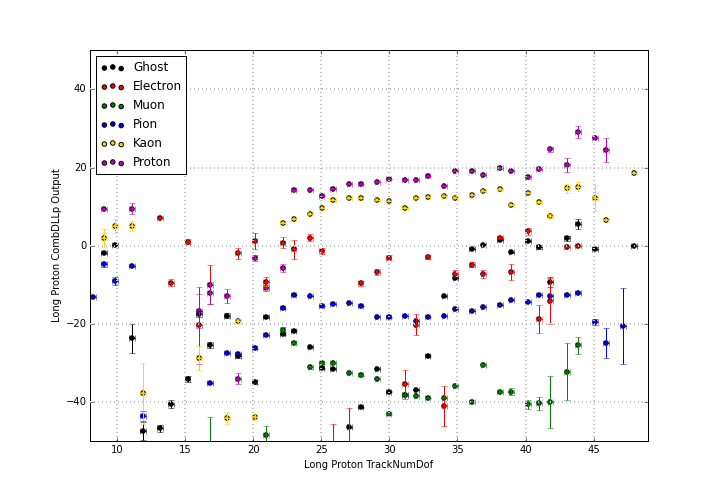 40
20
0
−20
−40
10
15
20
25
30
35
40
45
Long Proton TrackNumDof
Long Proton CombDLLp Output
Ghost
Electron
Muon
Pion
Kaon
Proton